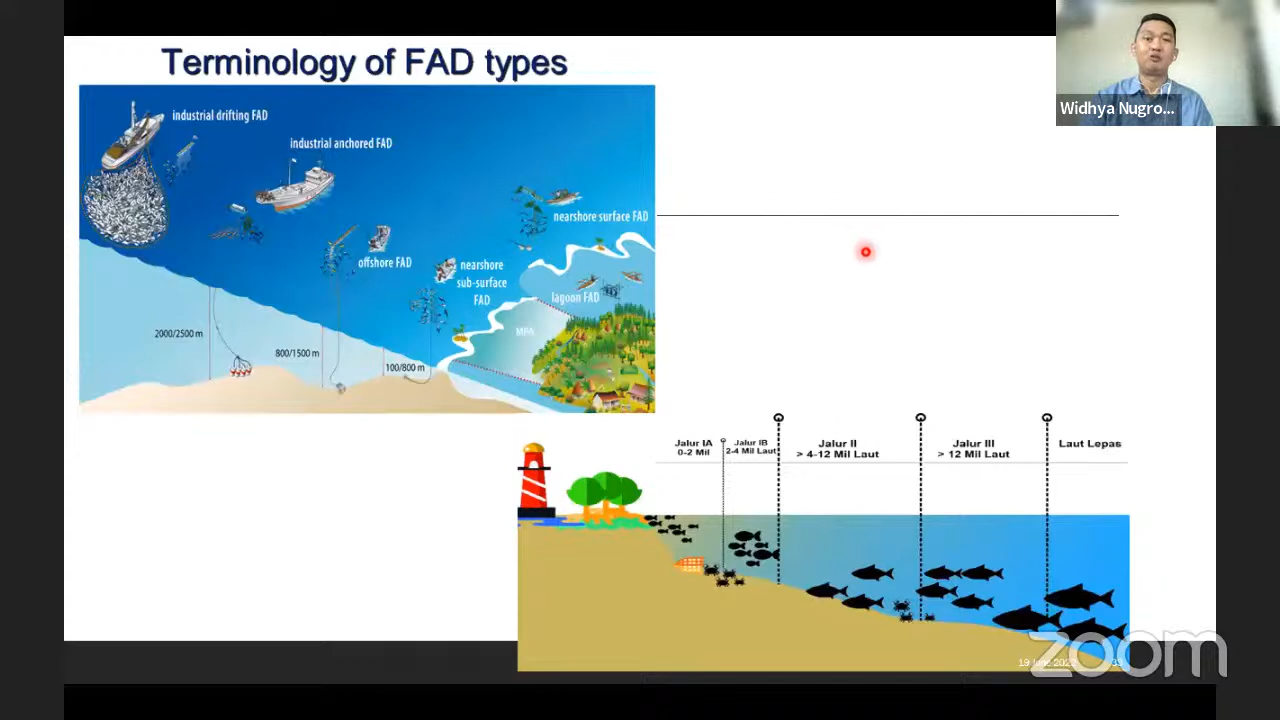 Terminology of FAD types
Widhya Nugro...
industrial drifting FAD
industrial anchored FAD
nearshore surface FAD
offshore FAD
nearshore
sub-surface
FAD
lagoon FAD
MPA
2000/2500 m
800/1500 m
100/800 m
Jalur IA
0-2 Mil
Jalur IB
2-4 Mil Laut
Jalur II
> 4-12 Mil Laut
Jalur III
> 12 Mil Laut
Laut Lepas
zoom